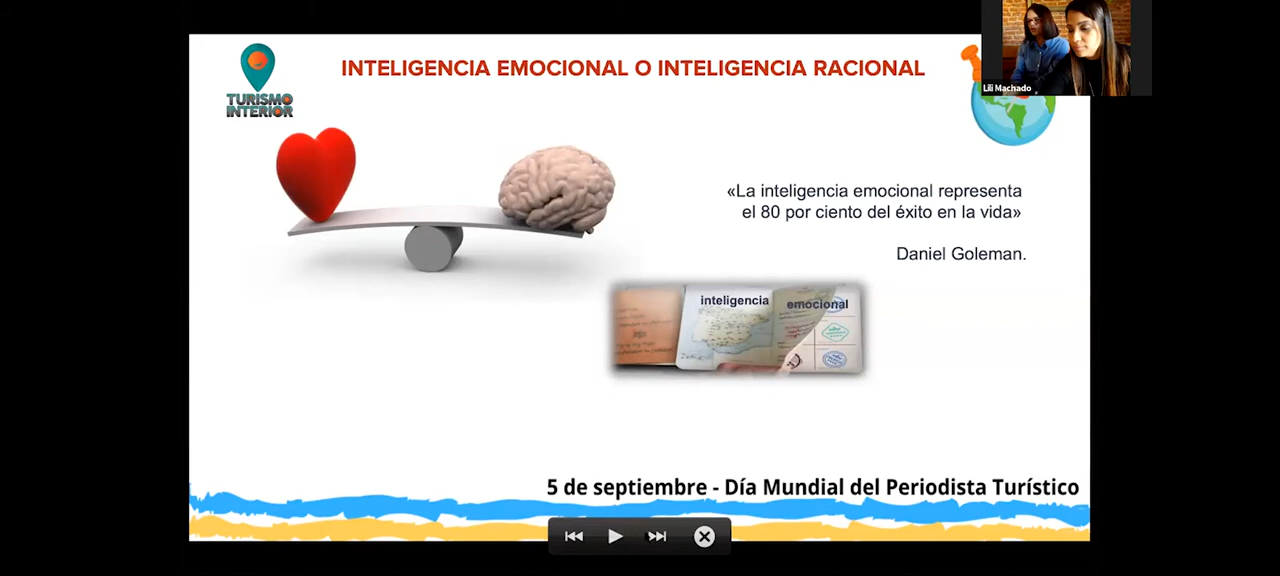 INTELIGENCIA EMOCIONAL O INTELIGENCIA RACIONAL
TURISMO
INTERIOR
Lili Machado
«La inteligencia emocional representa
el 80 por ciento del éxito en la vida»
Daniel Goleman.
inteligencia emocional
5 de septiembre - Día Mundial del Periodista Turístico